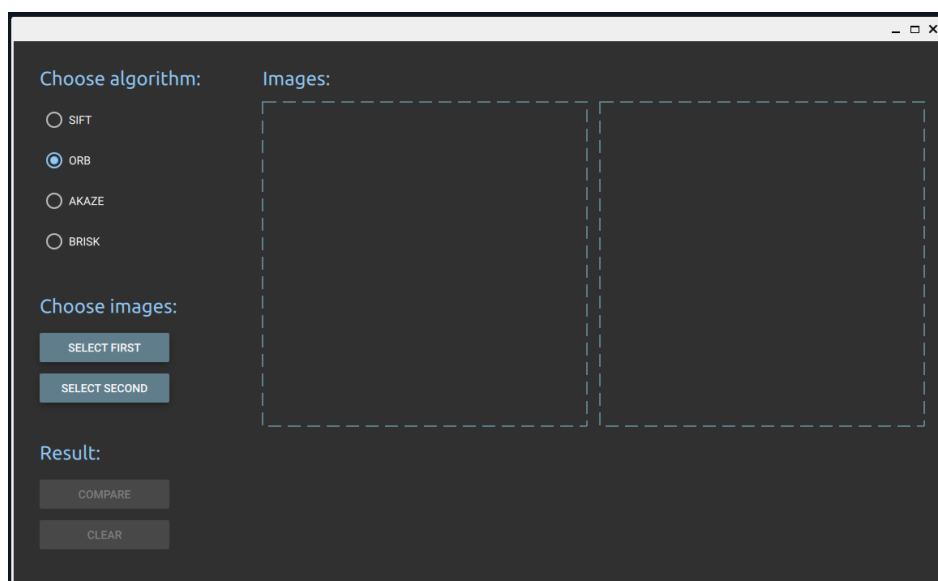 Choose algorithm:
SIFT
ORB
AKAZE
BRISK
Choose images:
SELECT FIRST
SELECT SECOND
Result:
COMPARE
CLEAR
Images: